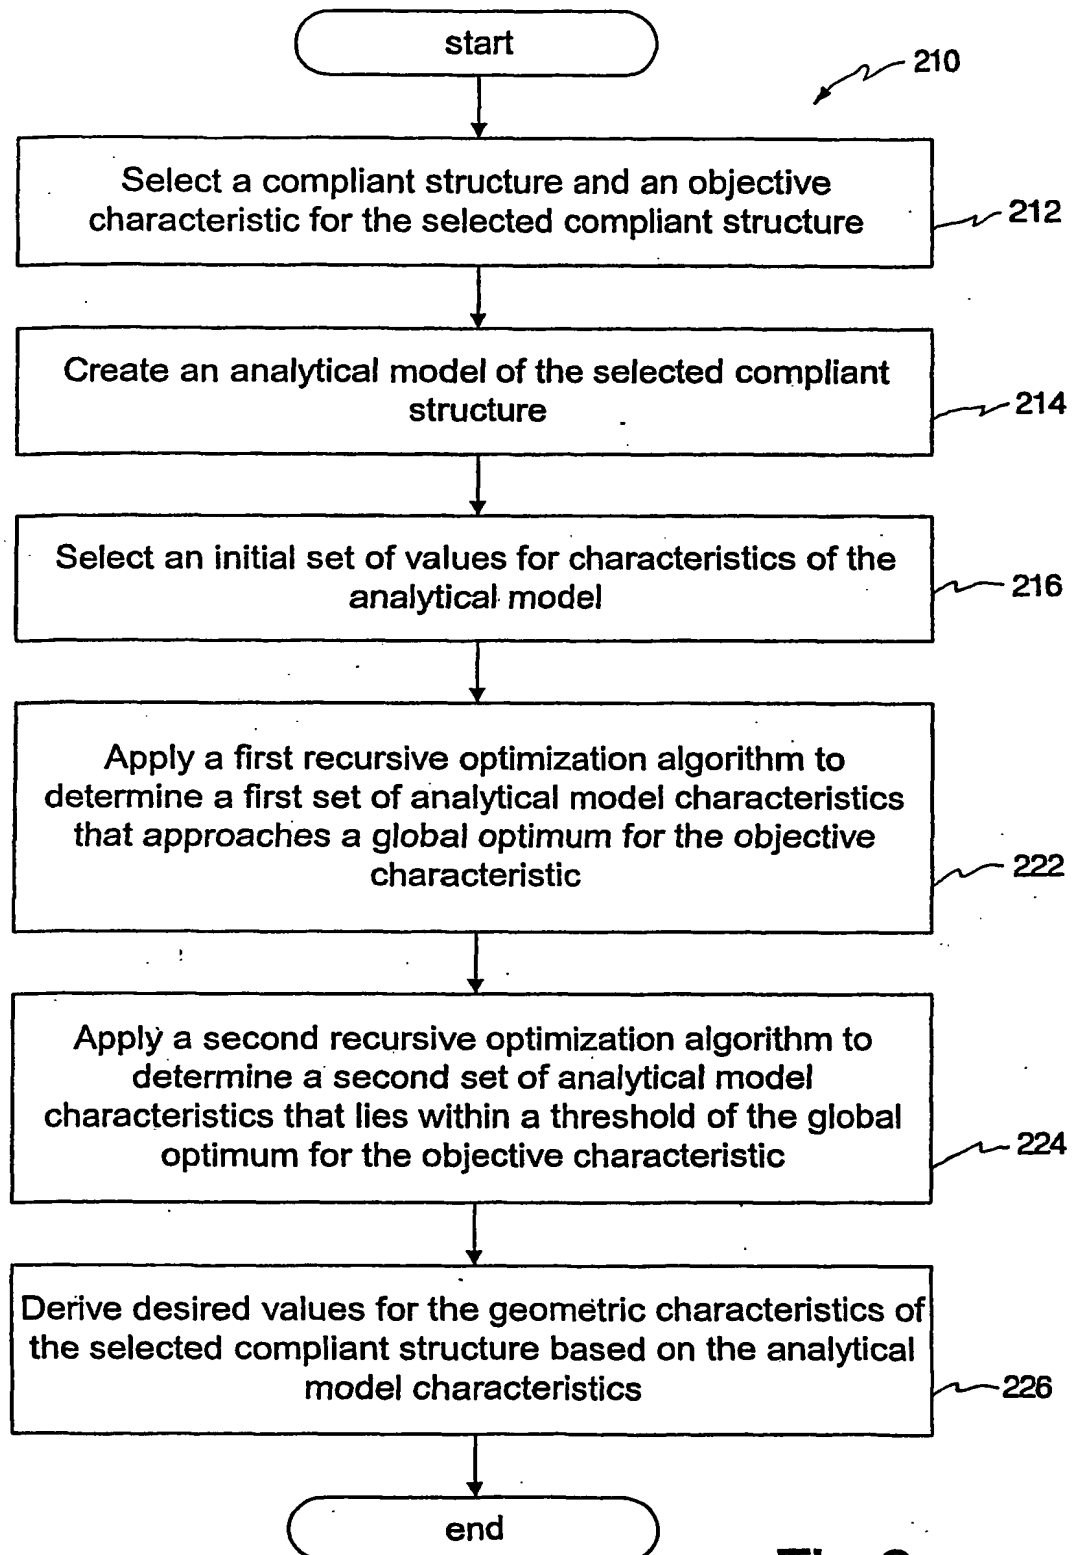 start
210
Select a compliant structure and an objective
characteristic for the selected compliant structure
212
Create an analytical model of the selected compliant
structure
214
Select an initial set of values for characteristics of the
analytical model
216
Apply a first recursive optimization algorithm to
determine a first set of analytical model characteristics
that approaches a global optimum for the objective
characteristic
222
Apply a second recursive optimization algorithm to
determine a second set of analytical model
characteristics that lies within a threshold of the global
optimum for the objective characteristic
224
Derive desired values for the geometric characteristics of
the selected compliant structure based on the analytical
model characteristics
226
end